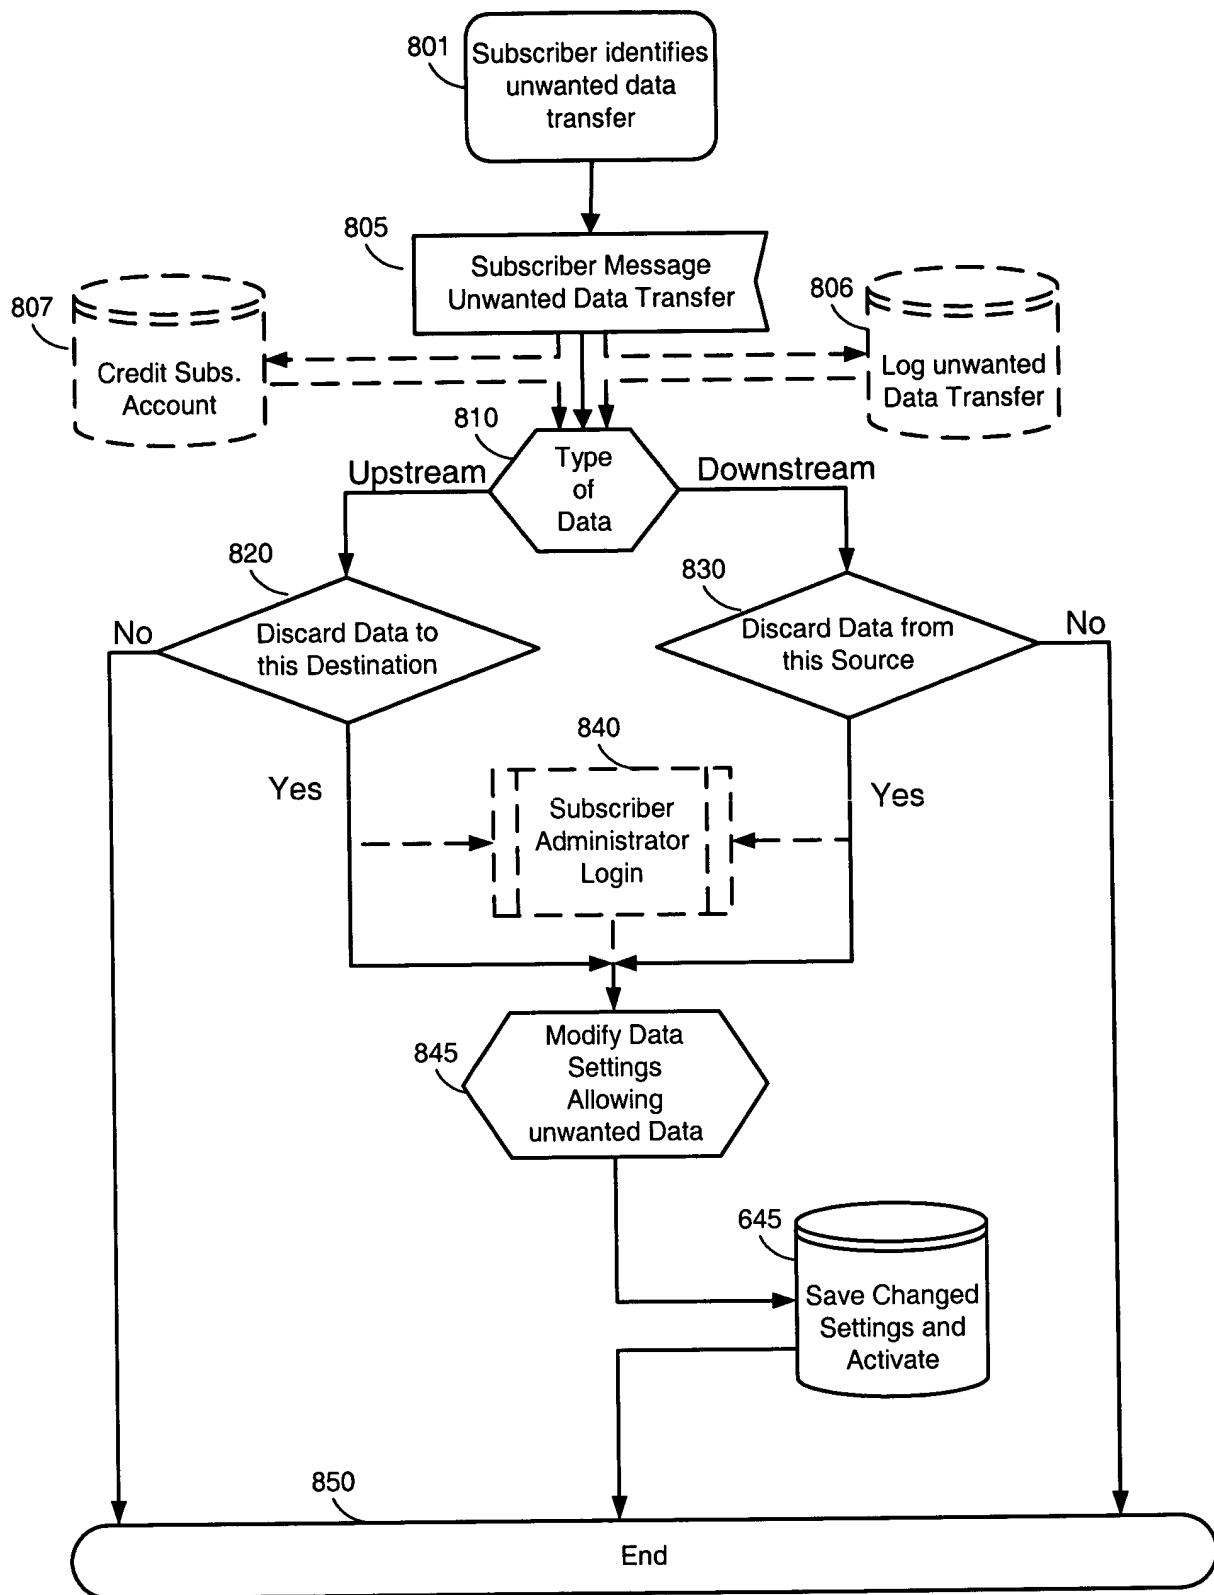 801
Subscriber identifies
unwanted data
transfer
805
Subscriber Message
Unwanted Data Transfer
807
Credit Subs.
Account
806
Log unwanted
Data Transfer
810
Type
of
Data
Upstream
Downstream
820
Discard Data to
this Destination
No
Yes
830
Discard Data from
this Source
No
Yes
840
Subscriber
Administrator
Login
845
Modify Data
Settings
Allowing
unwanted Data
645
Save Changed
Settings and
Activate
850
End